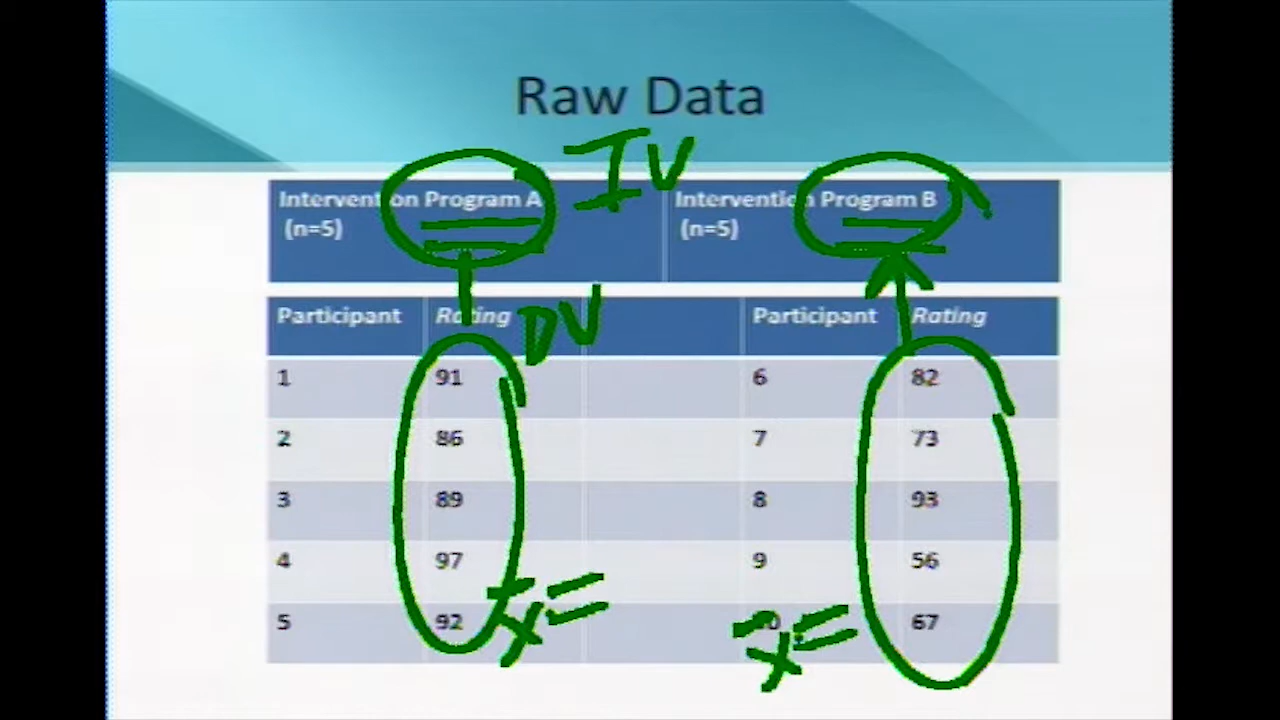 Raw Data
IV
Intervention Program A Intervention Program B
(n=5) (n=5)
DV
Participant Rating Participant Rating
1 91 6 82
2 86 7 73
3 89 8 93
4 97 9 56
5 92 67
x̄= x̄=